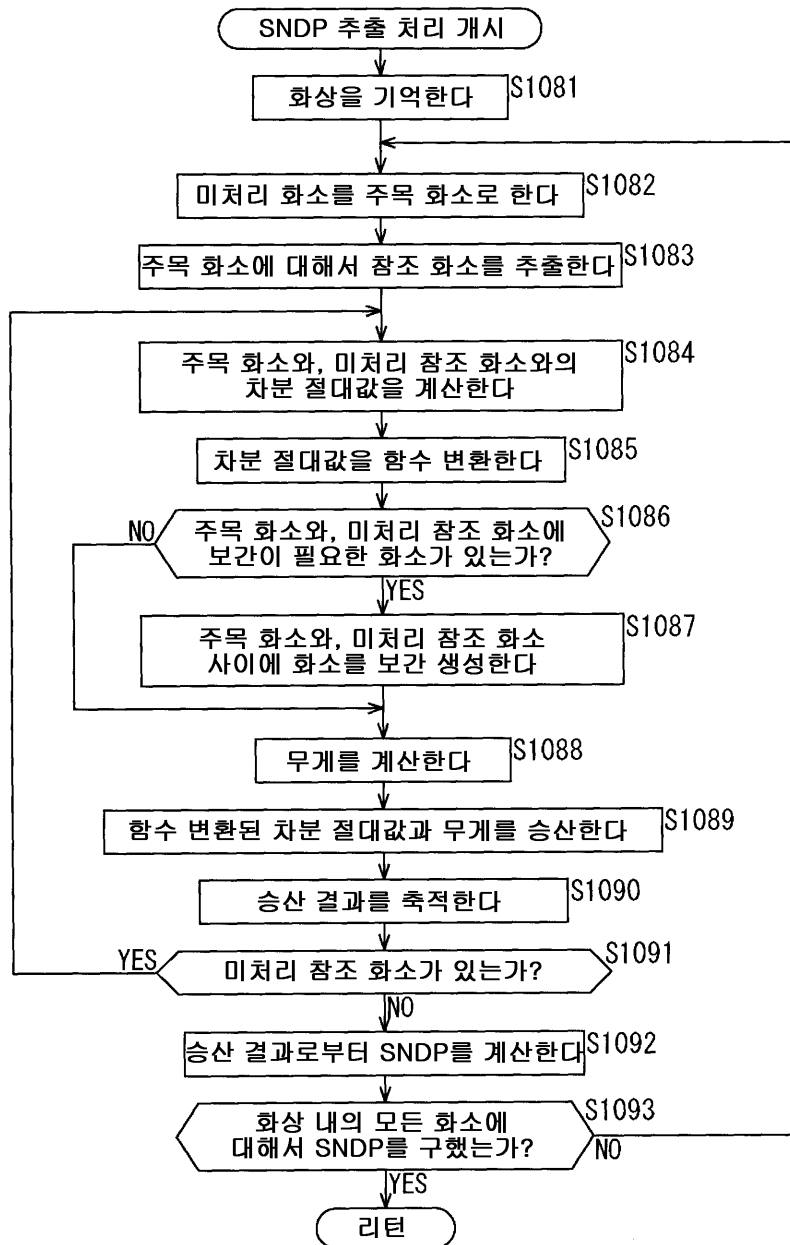 SNDP 추출 처리 개시
화상을 기억한다
S1081
미처리 화소를 주목 화소로 한다
S1082
주목 화소에 대해서 참조 화소를 추출한다
S1083
주목 화소와, 미처리 참조 화소와의
차분 절대값을 계산한다
S1084
차분 절대값을 함수 변환한다
S1085
NO
주목 화소와, 미처리 참조 화소에
보간이 필요한 화소가 있는가?
S1086
YES
주목 화소와, 미처리 참조 화소
사이에 화소를 보간 생성한다
S1087
무게를 계산한다
S1088
함수 변환된 차분 절대값과 무게를 승산한다
S1089
승산 결과를 축적한다
S1090
YES
미처리 참조 화소가 있는가?
S1091
NO
승산 결과로부터 SNDP를 계산한다
S1092
화상 내의 모든 화소에
대해서 SNDP를 구했는가?
S1093
NO
YES
리턴